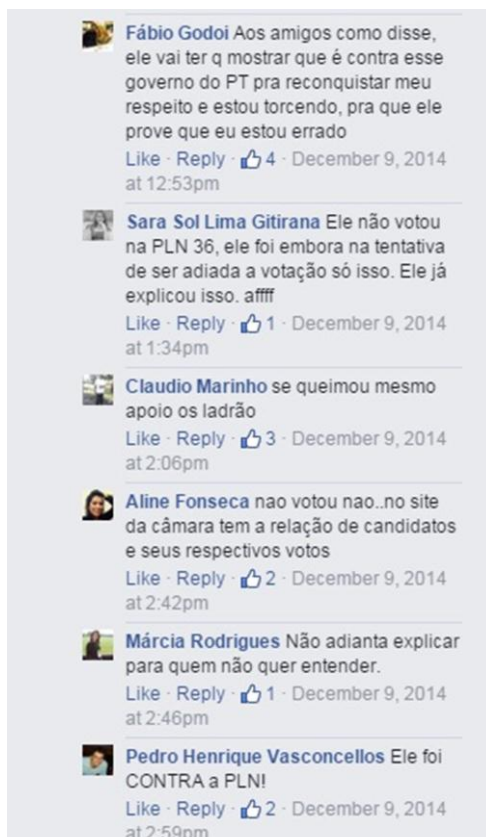 Fábio Godoi Aos amigos como disse,
ele vai ter q mostrar que é contra esse
governo do PT pra reconquistar meu
respeito e estou torcendo, pra que ele
prove que eu estou errado
Like · Reply · 4 · December 9, 2014
at 12:53pm
Sara Sol Lima Gitirana Ele não votou
na PLN 36, ele foi embora na tentativa
de ser adiada a votação só isso. Ele já
explicou isso. affff
Like · Reply · 1 · December 9, 2014
at 1:34pm
Claudio Marinho se queimou mesmo
apoio os ladrão
Like · Reply · 3 · December 9, 2014
at 2:06pm
Aline Fonseca nao votou nao..no site
da câmara tem a relação de candidatos
e seus respectivos votos
Like · Reply · 2 · December 9, 2014
at 2:42pm
Márcia Rodrigues Não adianta explicar
para quem não quer entender.
Like · Reply · 1 · December 9, 2014
at 2:46pm
Pedro Henrique Vasconcellos Ele foi
CONTRA a PLN!
Like · Reply · 2 · December 9, 2014
at 2:59pm